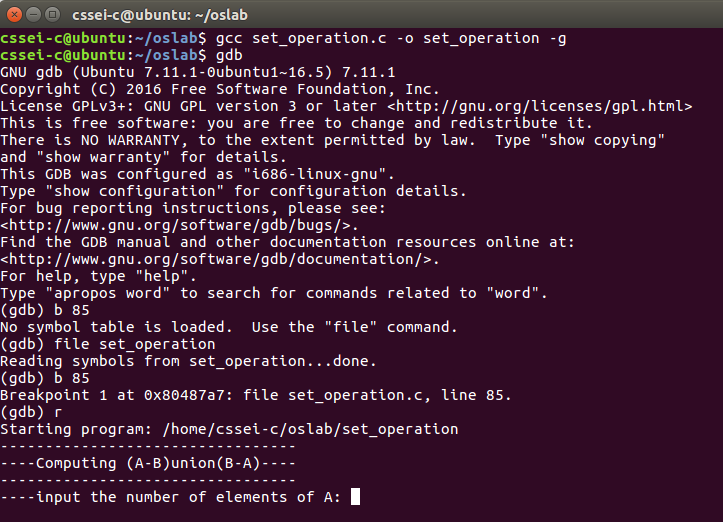 cssei-c@ubuntu: ~/oslab
cssei-c@ubuntu:~/oslab$ gcc set_operation.c -o set_operation -g
cssei-c@ubuntu:~/oslab$ gdb
GNU gdb (Ubuntu 7.11.1-0ubuntu1~16.5) 7.11.1
Copyright (C) 2016 Free Software Foundation, Inc.
License GPLv3+: GNU GPL version 3 or later <http://gnu.org/licenses/gpl.html>
This is free software: you are free to change and redistribute it.
There is NO WARRANTY, to the extent permitted by law.  Type "show copying"
and "show warranty" for details.
This GDB was configured as "i686-linux-gnu".
Type "show configuration" for configuration details.
For bug reporting instructions, please see:
<http://www.gnu.org/software/gdb/bugs/>.
Find the GDB manual and other documentation resources online at:
<http://www.gnu.org/software/gdb/documentation/>.
For help, type "help".
Type "apropos word" to search for commands related to "word".
(gdb) b 85
No symbol table is loaded.  Use the "file" command.
(gdb) file set_operation
Reading symbols from set_operation...done.
(gdb) b 85
Breakpoint 1 at 0x80487a7: file set_operation.c, line 85.
(gdb) r
Starting program: /home/cssei-c/oslab/set_operation
---------------------------------
----Computing (A-B)union(B-A)----
---------------------------------
----input the number of elements of A: